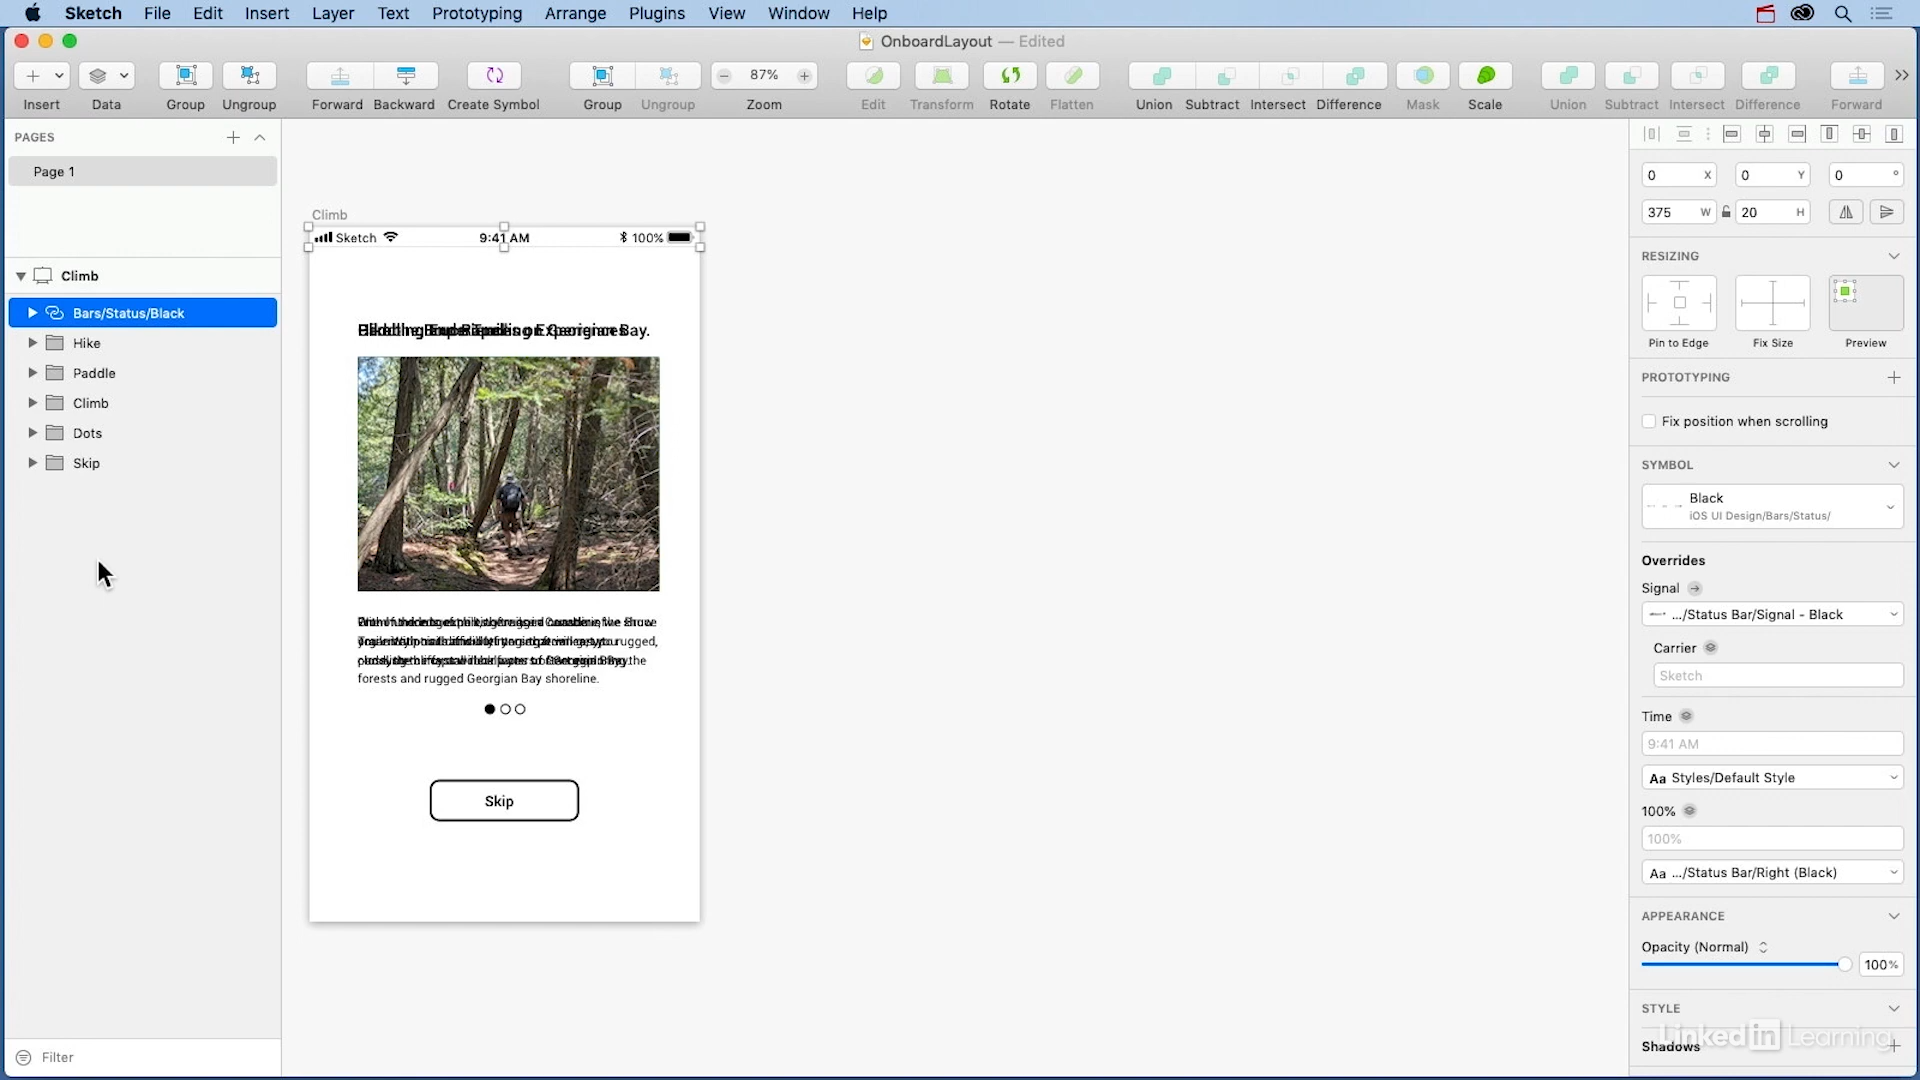 Sketch File Edit Insert Layer Text Prototyping Arrange Plugins View Window Help
OnboardLayout — Edited
87%
Insert Data Group Ungroup Forward Backward Create Symbol Group Ungroup Zoom Edit Transform Rotate Flatten Union Subtract Intersect Difference Mask Scale Union Subtract Intersect Difference Forward
PAGES
Page 1
Climb
Bars/Status/Black
Hike
Paddle
Climb
Dots
Skip
Filter
Climb
Sketch 9:41 AM 100%
Georgian Bay.
forests and rugged Georgian Bay shoreline.
Skip
0 X 0 Y 0 °
375 W 20 H
RESIZING
Pin to Edge Fix Size Preview
PROTOTYPING
Fix position when scrolling
SYMBOL
Black
iOS UI Design/Bars/Status/
Overrides
Signal
.../Status Bar/Signal - Black
Carrier
Sketch
Time
9:41 AM
Aa Styles/Default Style
100%
100%
Aa .../Status Bar/Right (Black)
APPEARANCE
Opacity (Normal)
100%
STYLE
LinkedIn Learning
Shadows